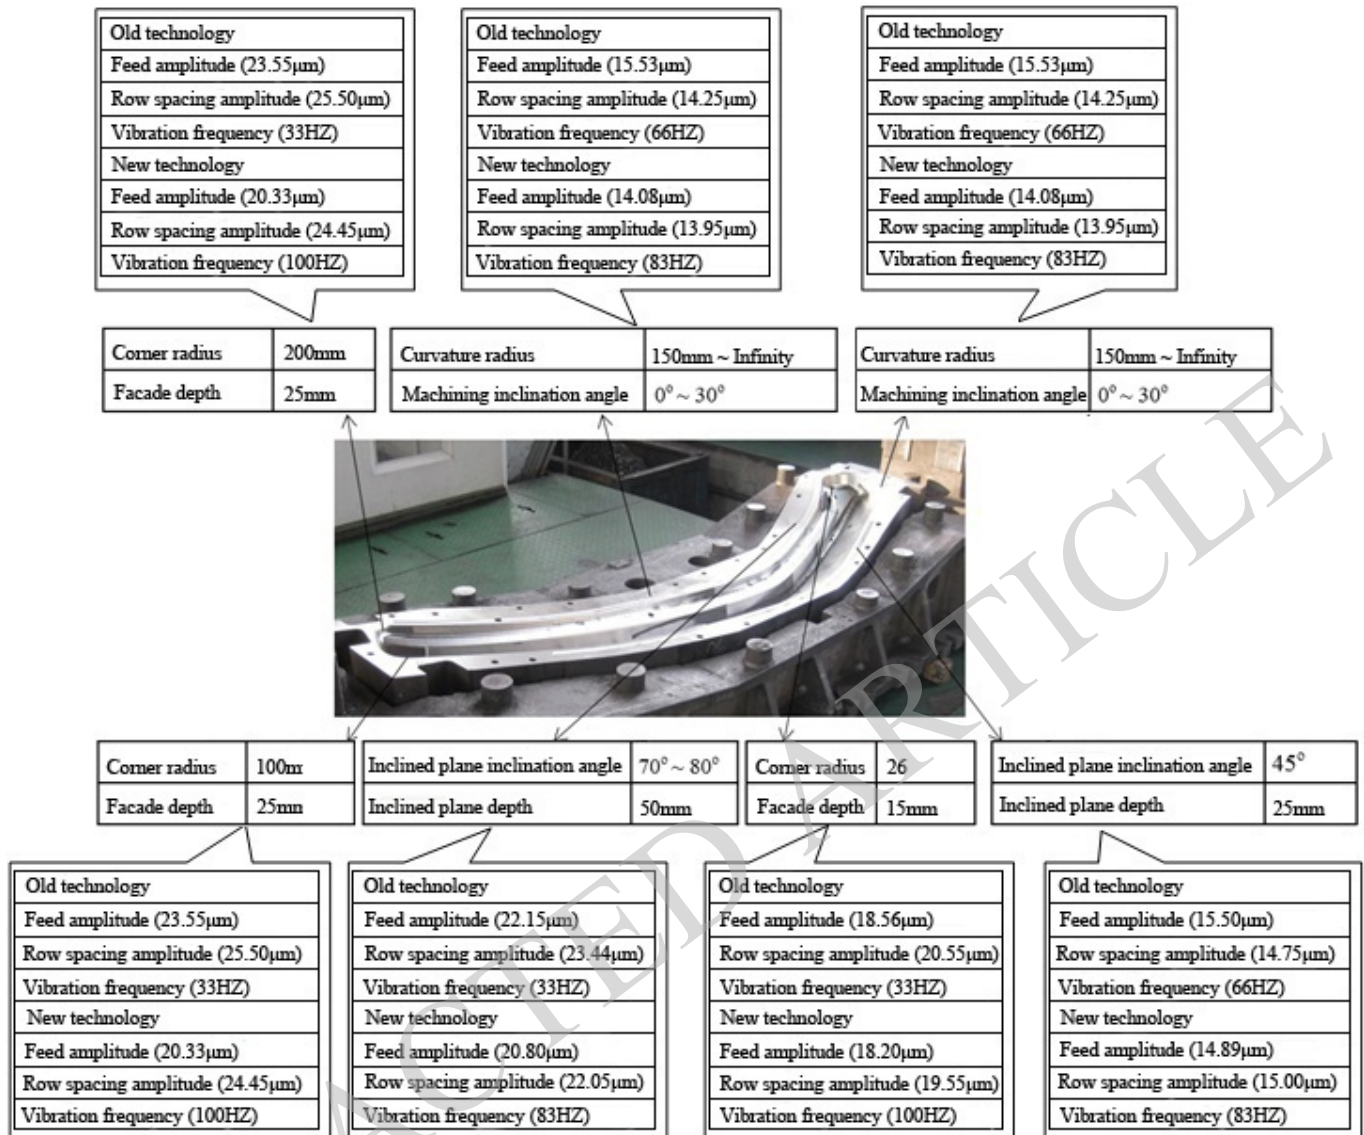 Old technology
Feed amplitude (23.55μm)
Row spacing amplitude (25.50μm)
Vibration frequency (33HZ)
New technology
Feed amplitude (20.33μm)
Row spacing amplitude (24.45μm)
Vibration frequency (100HZ)
Old technology
Feed amplitude (15.53μm)
Row spacing amplitude (14.25μm)
Vibration frequency (66HZ)
New technology
Feed amplitude (14.08μm)
Row spacing amplitude (13.95μm)
Vibration frequency (83HZ)
Old technology
Feed amplitude (15.53μm)
Row spacing amplitude (14.25μm)
Vibration frequency (66HZ)
New technology
Feed amplitude (14.08μm)
Row spacing amplitude (13.95μm)
Vibration frequency (83HZ)
Corner radius 200mm
Facade depth 25mm
Curvature radius 150mm ~ Infinity
Machining inclination angle 0° ~ 30°
Curvature radius 150mm ~ Infinity
Machining inclination angle 0° ~ 30°
Corner radius 100m
Facade depth 25mm
Inclined plane inclination angle 70° ~ 80°
Inclined plane depth 50mm
Corner radius 26
Facade depth 15mm
Inclined plane inclination angle 45°
Inclined plane depth 25mm
Old technology
Feed amplitude (23.55μm)
Row spacing amplitude (25.50μm)
Vibration frequency (33HZ)
New technology
Feed amplitude (20.33μm)
Row spacing amplitude (24.45μm)
Vibration frequency (100HZ)
Old technology
Feed amplitude (22.15μm)
Row spacing amplitude (23.44μm)
Vibration frequency (33HZ)
New technology
Feed amplitude (20.80μm)
Row spacing amplitude (22.05μm)
Vibration frequency (83HZ)
Old technology
Feed amplitude (18.56μm)
Row spacing amplitude (20.55μm)
Vibration frequency (33HZ)
New technology
Feed amplitude (18.20μm)
Row spacing amplitude (19.55μm)
Vibration frequency (100HZ)
Old technology
Feed amplitude (15.50μm)
Row spacing amplitude (14.75μm)
Vibration frequency (66HZ)
New technology
Feed amplitude (14.89μm)
Row spacing amplitude (15.00μm)
Vibration frequency (83HZ)
ACTED ARTICLE